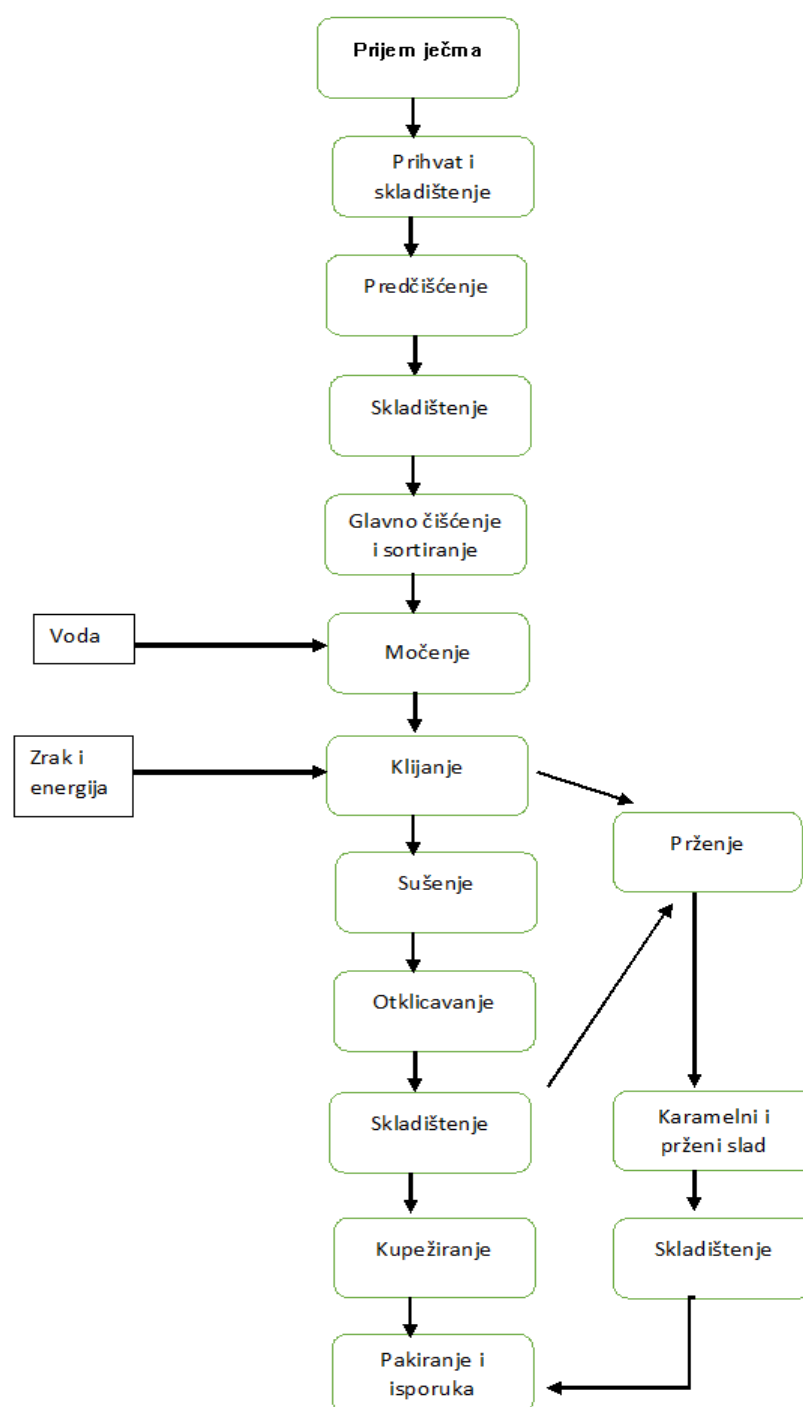 Prijem ječma
Prihvat i
skladištenje
Predčišćenje
Skladištenje
Glavno čišćenje
i sortiranje
Voda
Močenje
Zrak i
energija
Klijanje
Prženje
Sušenje
Otklicavanje
Skladištenje
Karamelni i
prženi slad
Kupežiranje
Skladištenje
Pakiranje i
isporuka